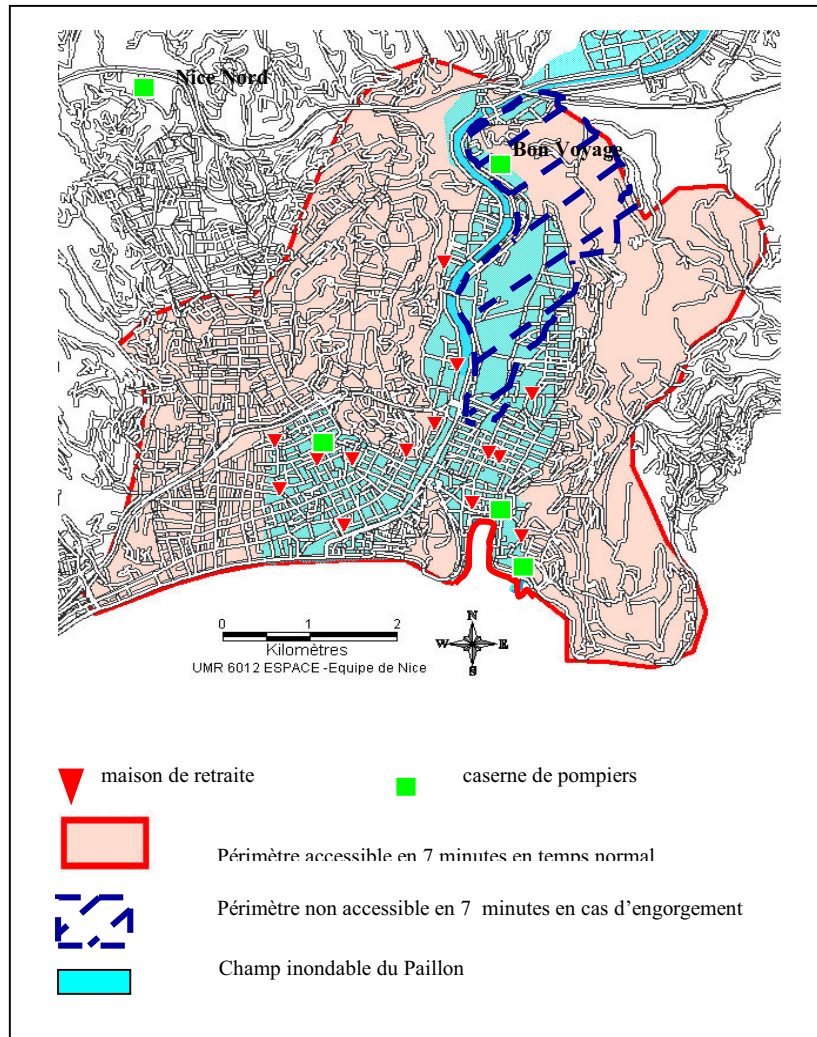 Nice Nord
Bon Voyage
N
W E
S
0 1 2
Kilomètres
UMR 6012 ESPACE -Equipe de Nice
maison de retraite
caserne de pompiers
Périmètre accessible en 7 minutes en temps normal
Périmètre non accessible en 7 minutes en cas d’engorgement
Champ inondable du Paillon